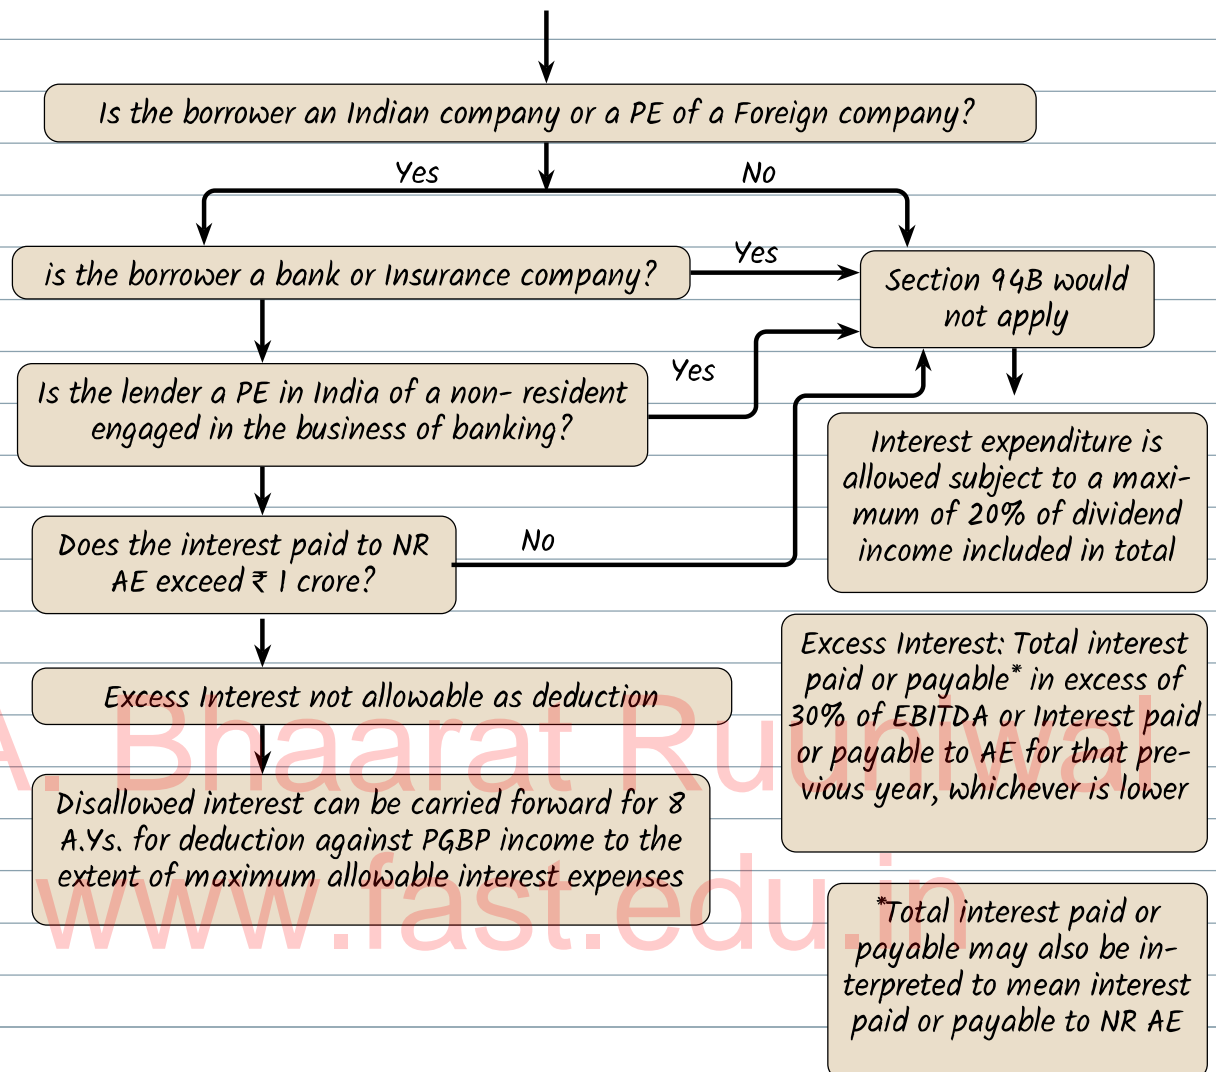 Is the borrower an Indian company or a PE of a Foreign company?
Yes
No
is the borrower a bank or Insurance company?
Yes
Section 94B would
not apply
Is the lender a PE in India of a non- resident
engaged in the business of banking?
Yes
Interest expenditure is
allowed subject to a maxi-
mum of 20% of dividend
income included in total
Does the interest paid to NR
AE exceed ₹ 1 crore?
No
Excess Interest: Total interest
paid or payable* in excess of
30% of EBITDA or Interest paid
or payable to AE for that pre-
vious year, whichever is lower
Excess Interest not allowable as deduction
Disallowed interest can be carried forward for 8
A.Ys. for deduction against PGBP income to the
extent of maximum allowable interest expenses
*Total interest paid or
payable may also be in-
terpreted to mean interest
paid or payable to NR AE
A. Bhaarat Ruuniwal
www.fast.edu.in